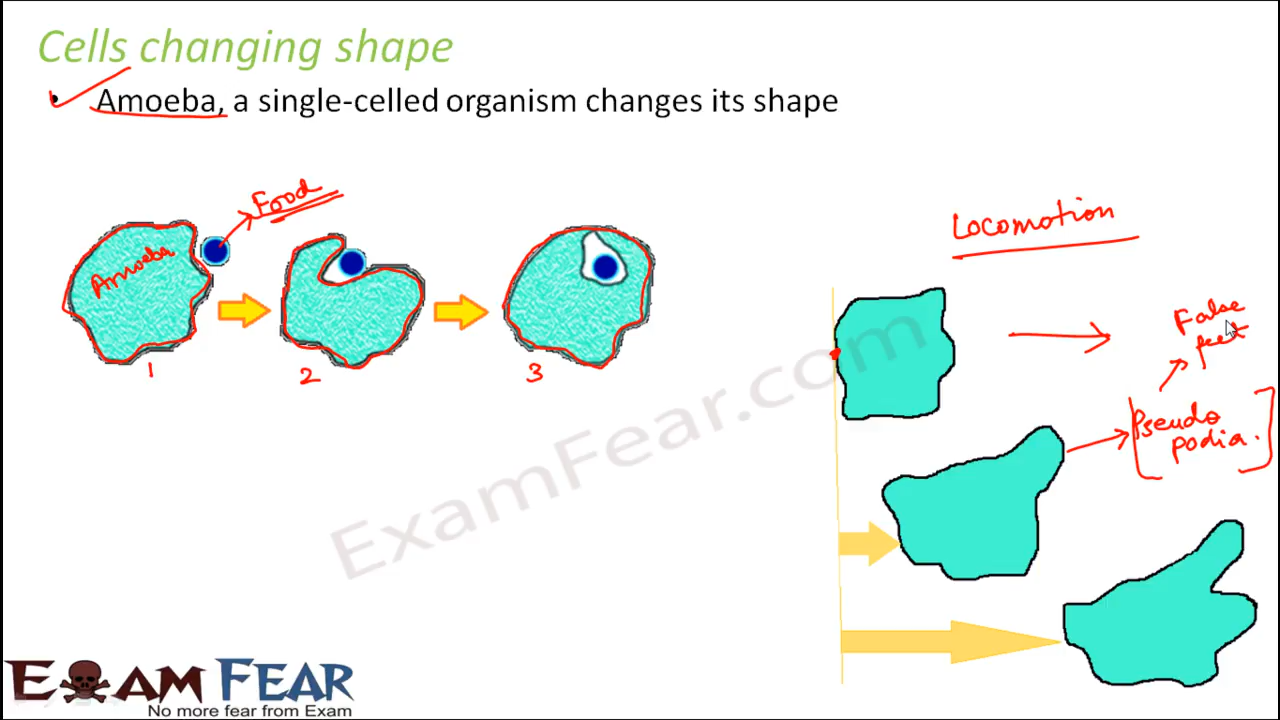 Cells changing shape
• Amoeba, a single-celled organism changes its shape
Food
Amoeba
1
2
3
Locomotion
False
feet
Pseudo
podia.
ExamFear.com
EXAM FEAR
No more fear from Exam